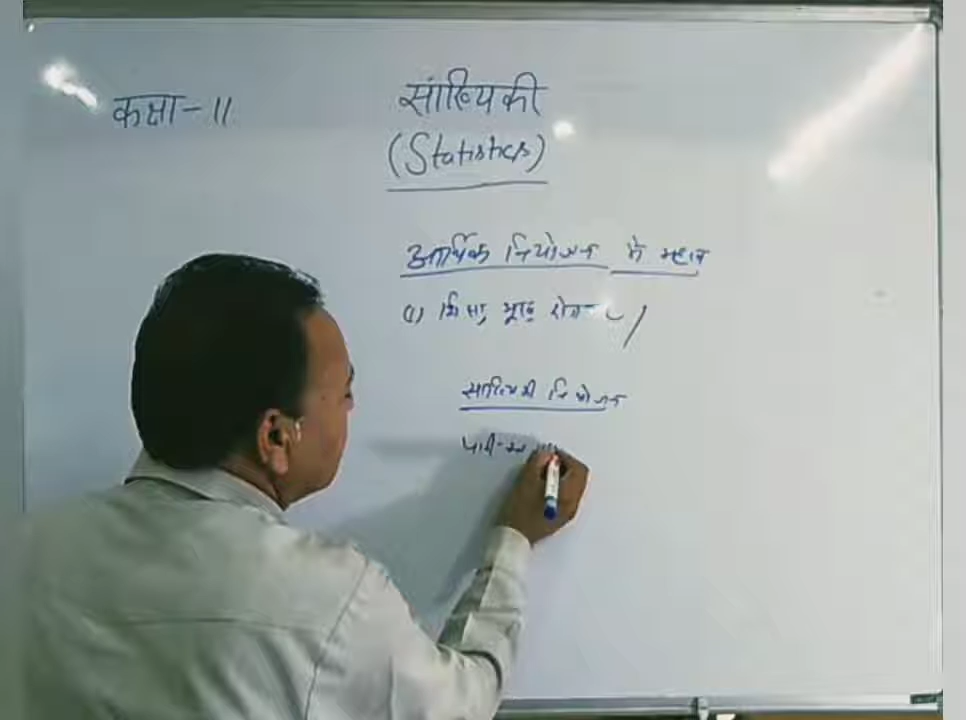 कक्षा-11
सांख्यिकी
(Statistics)
आर्थिक नियोजन में महत्व
(1) शिक्षा, भूख,
सांख्यिकी नियोजन